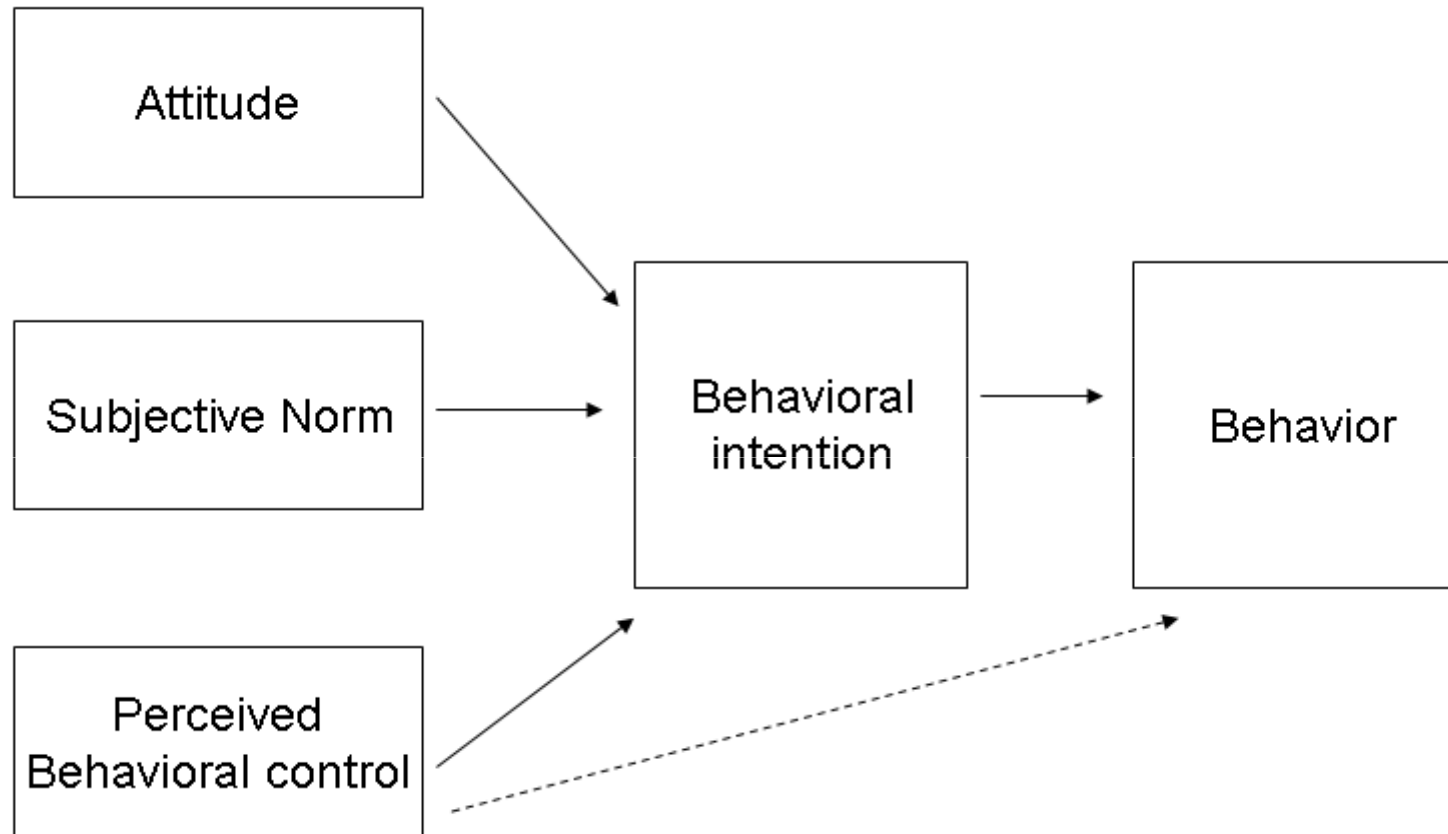 Attitude
Subjective Norm
Perceived
Behavioral control
Behavioral
intention
Behavior